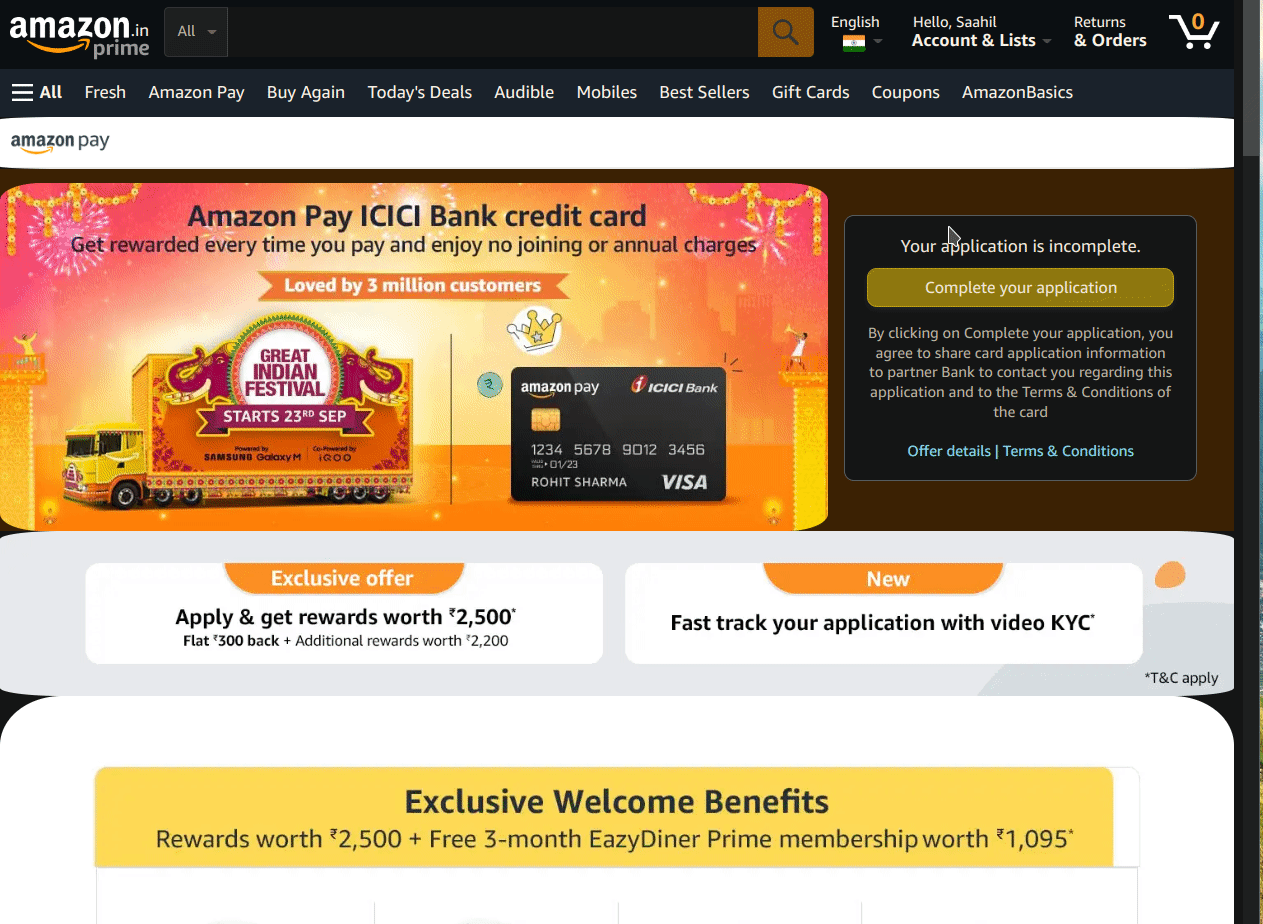 amazon.in
prime
All
English
Hello, Saahil
Account & Lists
Returns
& Orders
0
All Fresh Amazon Pay Buy Again Today's Deals Audible Mobiles Best Sellers Gift Cards Coupons AmazonBasics
amazon pay
Amazon Pay ICICI Bank credit card
Get rewarded every time you pay and enjoy no joining or annual charges
Loved by 3 million customers
GREAT
INDIAN
FESTIVAL
STARTS 23RD SEP
Powered by
SAMSUNG Galaxy M
Co-Powered by
iQOO
₹
amazon pay
ICICI Bank
1234 5678 9012 3456
01/23
ROHIT SHARMA
VISA
Your application is incomplete.
Complete your application
By clicking on Complete your application, you
agree to share card application information
to partner Bank to contact you regarding this
application and to the Terms & Conditions of
the card
Offer details | Terms & Conditions
Exclusive offer
Apply & get rewards worth ₹2,500*
Flat ₹300 back + Additional rewards worth ₹2,200
New
Fast track your application with video KYC*
*T&C apply
Exclusive Welcome Benefits
Rewards worth ₹2,500 + Free 3-month EazyDiner Prime membership worth ₹1,095*